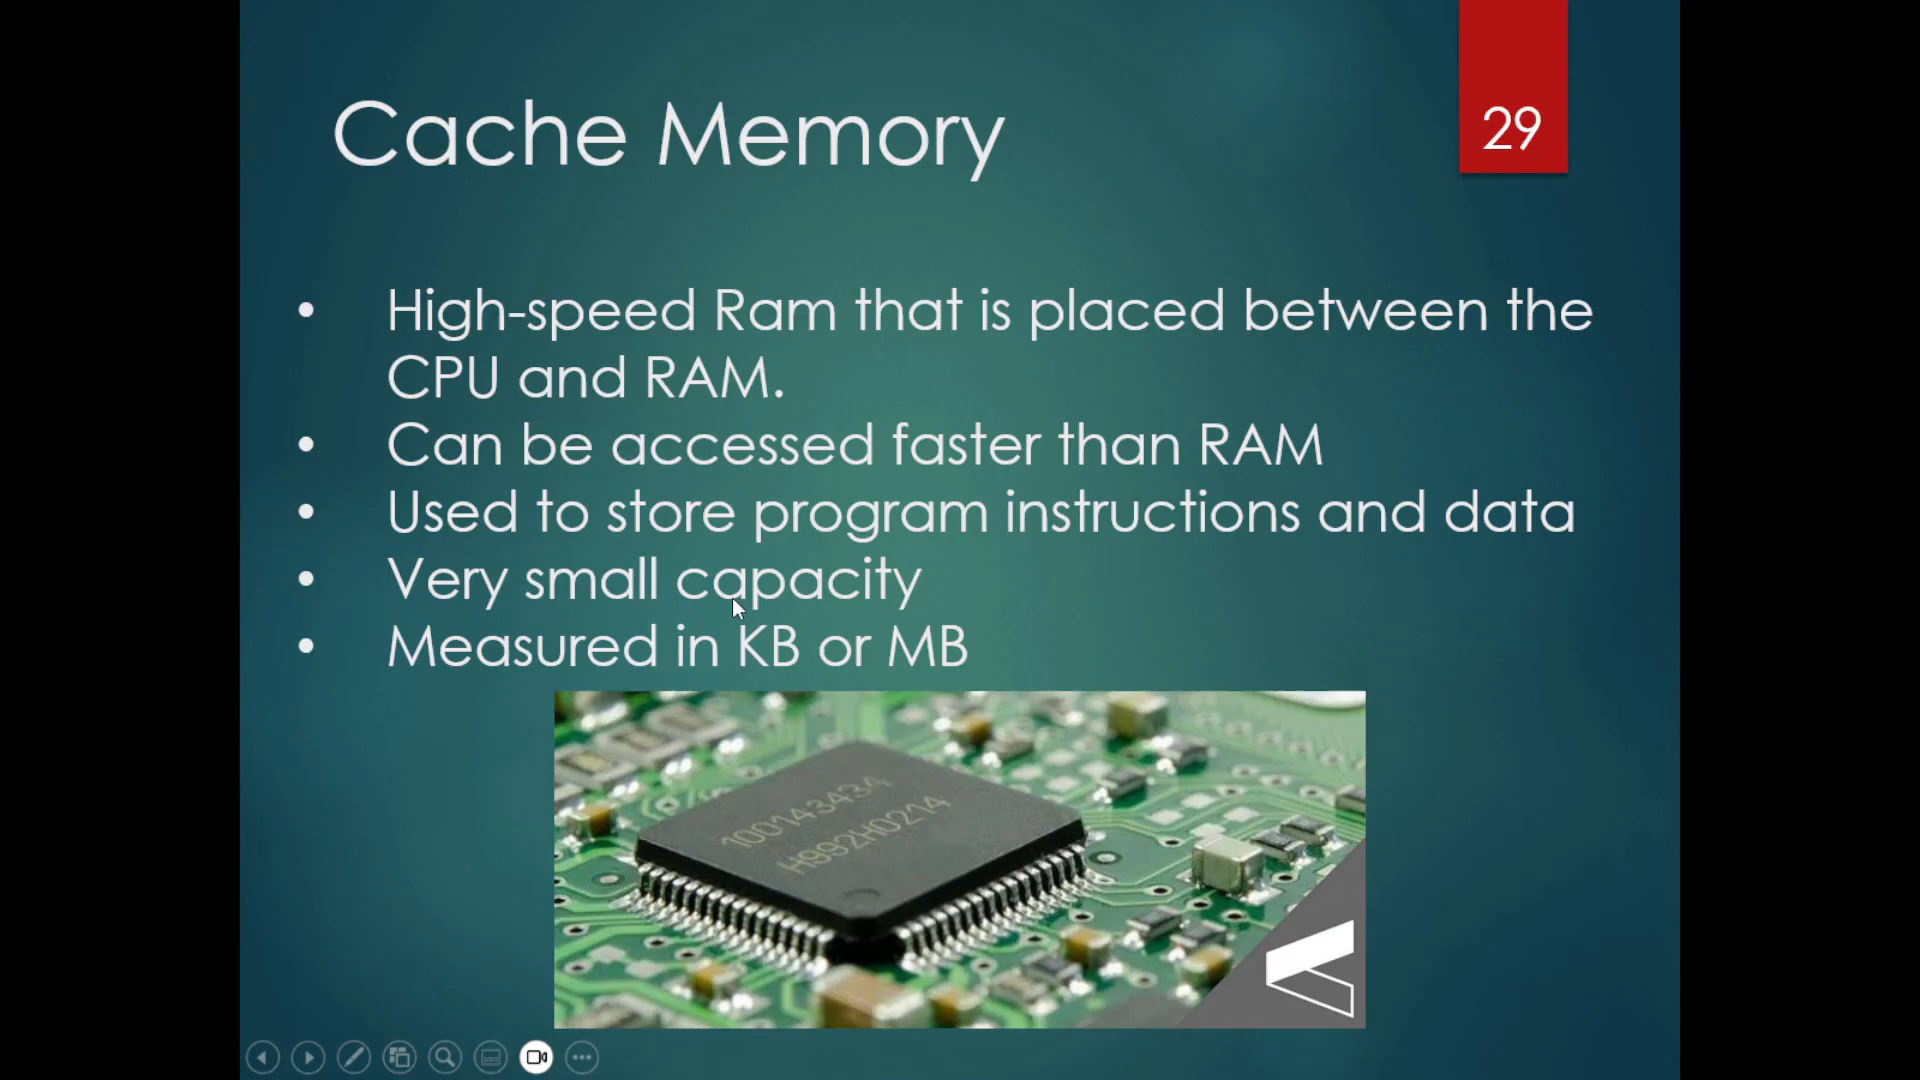 Cache Memory
29
• High-speed Ram that is placed between the
CPU and RAM.
• Can be accessed faster than RAM
• Used to store program instructions and data
• Very small capacity
• Measured in KB or MB
100143434
H992H0214